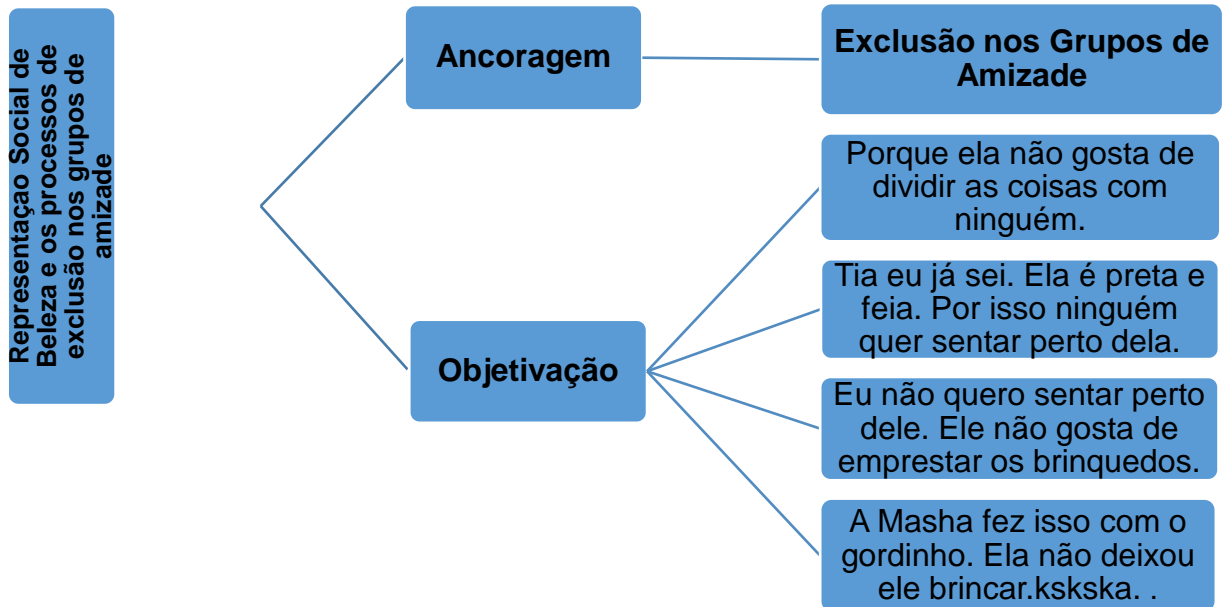 Representaçao Social de
Beleza e os processos de
exclusão nos grupos de
amizade
Ancoragem
Exclusão nos Grupos de
Amizade
Objetivação
Porque ela não gosta de
dividir as coisas com
ninguém.
Tia eu já sei. Ela é preta e
feia. Por isso ninguém
quer sentar perto dela.
Eu não quero sentar perto
dele. Ele não gosta de
emprestar os brinquedos.
A Masha fez isso com o
gordinho. Ela não deixou
ele brincar.kskska. .